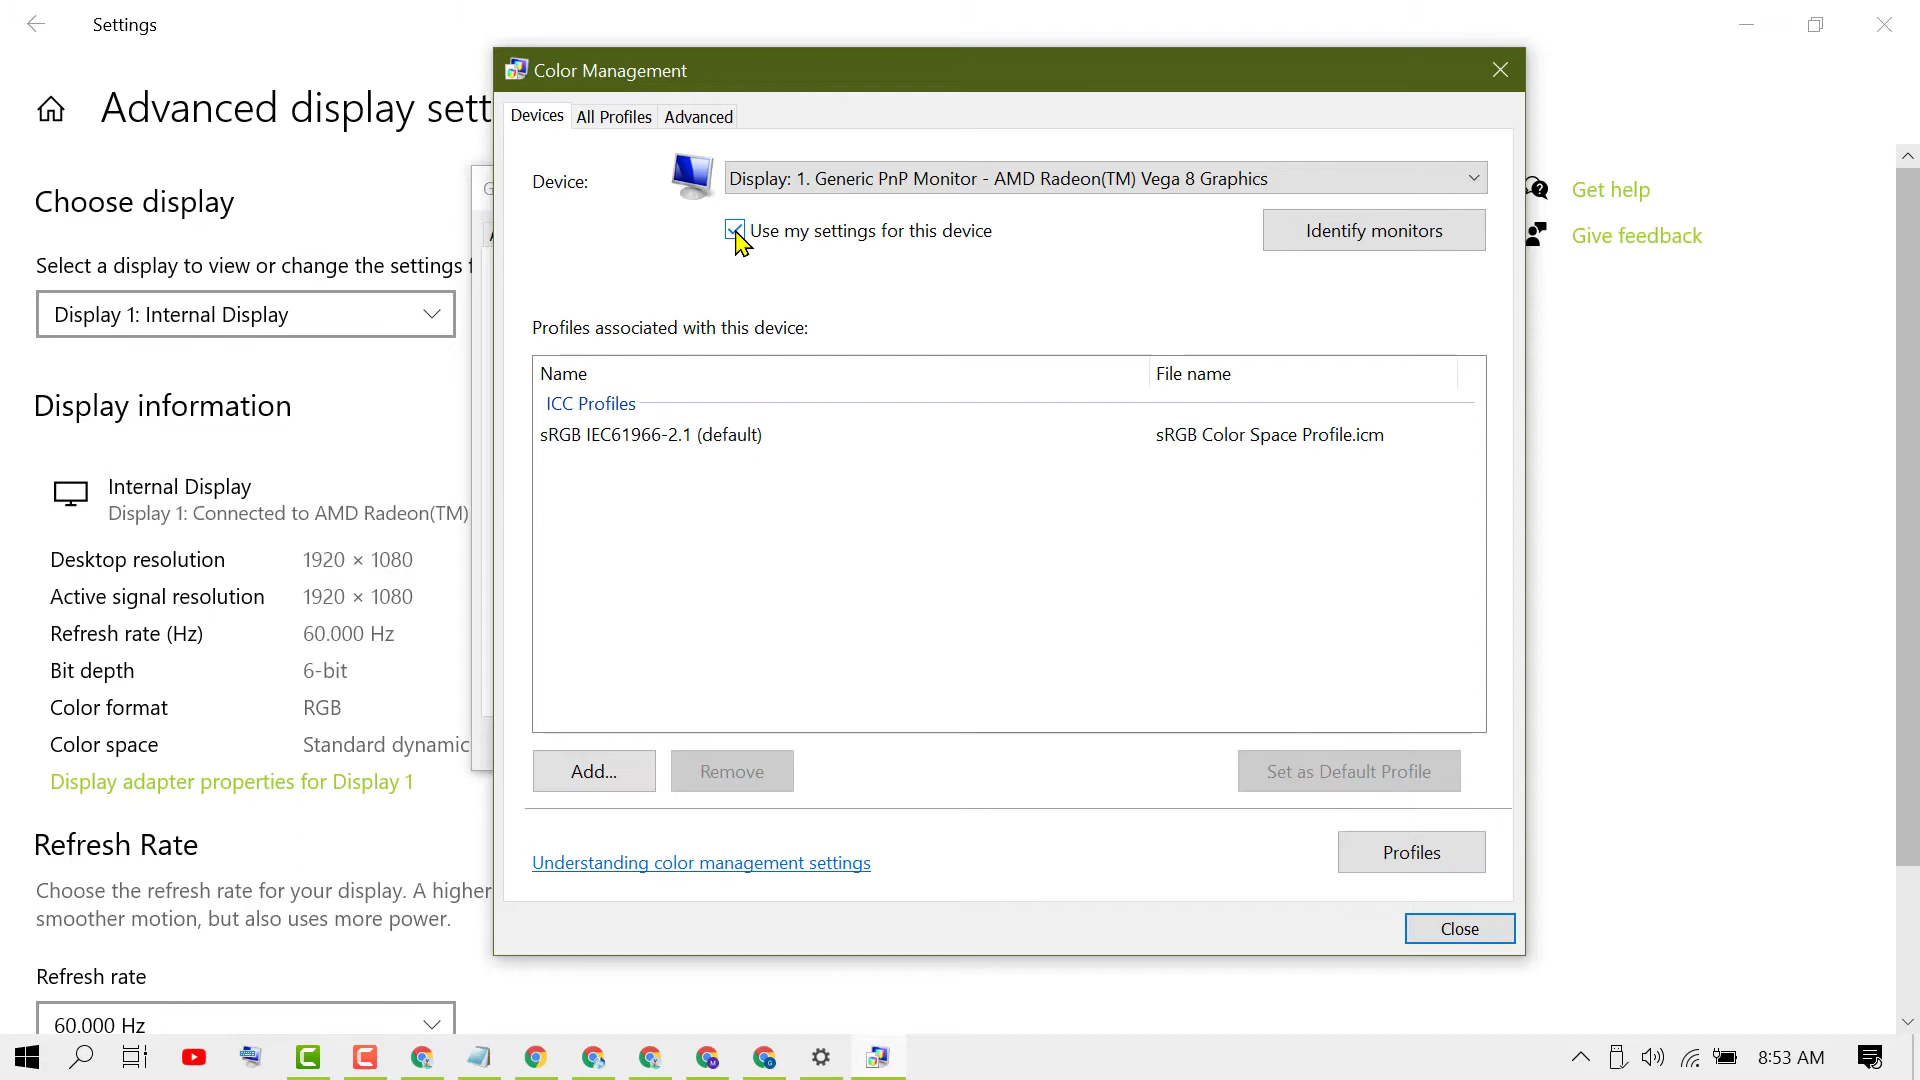 Settings
Advanced display sett
Choose display
Select a display to view or change the settings f
Display 1: Internal Display
Display information
Internal Display
Display 1: Connected to AMD Radeon(TM)
Desktop resolution 1920 × 1080
Active signal resolution 1920 × 1080
Refresh rate (Hz) 60.000 Hz
Bit depth 6-bit
Color format RGB
Color space Standard dynamic
Display adapter properties for Display 1
Refresh Rate
Choose the refresh rate for your display. A higher
smoother motion, but also uses more power.
Refresh rate
60.000 Hz
Color Management
Devices All Profiles Advanced
Device: Display: 1. Generic PnP Monitor - AMD Radeon(TM) Vega 8 Graphics
Use my settings for this device Identify monitors
Profiles associated with this device:
Name File name
ICC Profiles
sRGB IEC61966-2.1 (default) sRGB Color Space Profile.icm
Add... Remove Set as Default Profile
Understanding color management settings Profiles
Close
Get help
Give feedback
8:53 AM